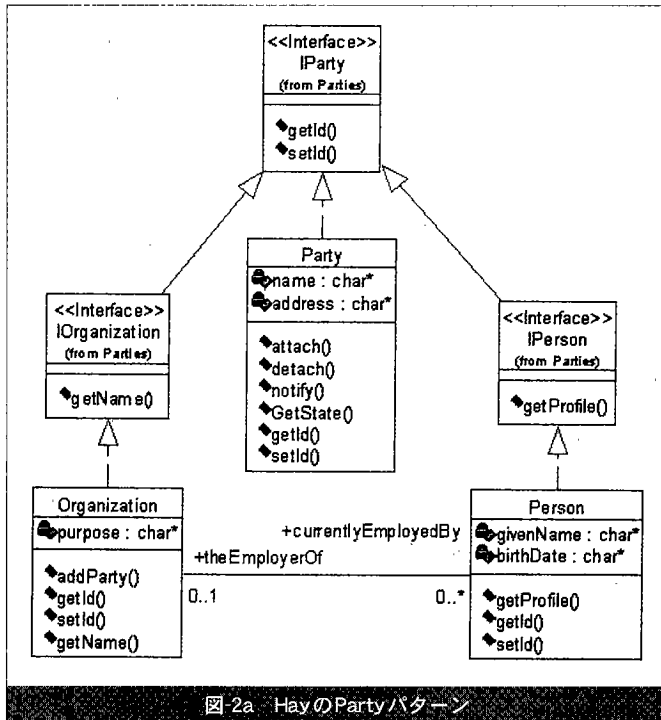 <<Interface>>
IParty
(from Parties)
getId()
setId()
Party
name : char*
address : char*
attach()
detach()
notify()
GetState()
getId()
setId()
<<Interface>>
IOrganization
(from Parties)
getName()
<<Interface>>
IPerson
(from Parties)
getProfile()
Organization
purpose : char*
addParty()
getId()
setId()
getName()
+currentlyEmployedBy
+theEmployerOf
0..1
0..*
Person
givenName : char*
birthDate : char*
getProfile()
getId()
setId()
図-2a HayのPartyパターン